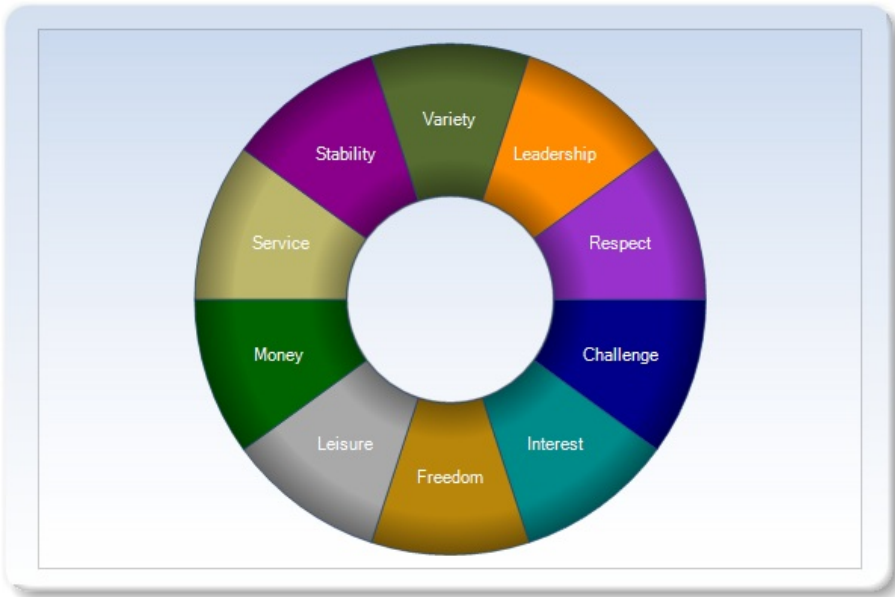 Variety
Leadership
Respect
Challenge
Interest
Freedom
Leisure
Money
Service
Stability